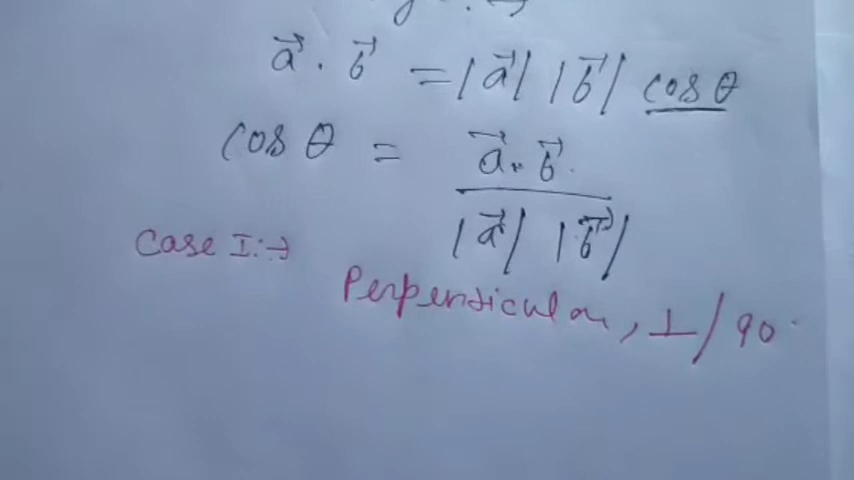 a⃗ . b⃗ = |a⃗| |b⃗| cos θ
cos θ = a⃗ . b⃗ / |a⃗| |b⃗|
Case I :→
Perpendicular, ⊥ / 90°